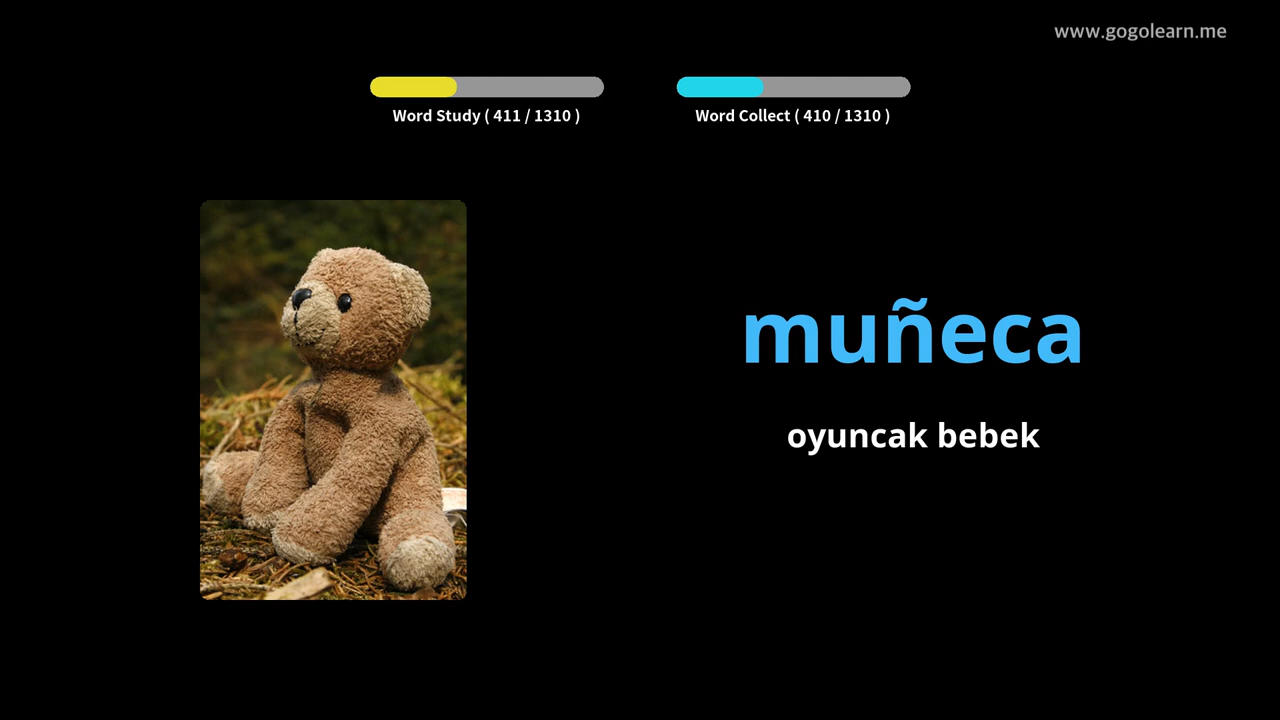 www.gogolearn.me
Word Study ( 411 / 1310 )
Word Collect ( 410 / 1310 )
muñeca
oyuncak bebek